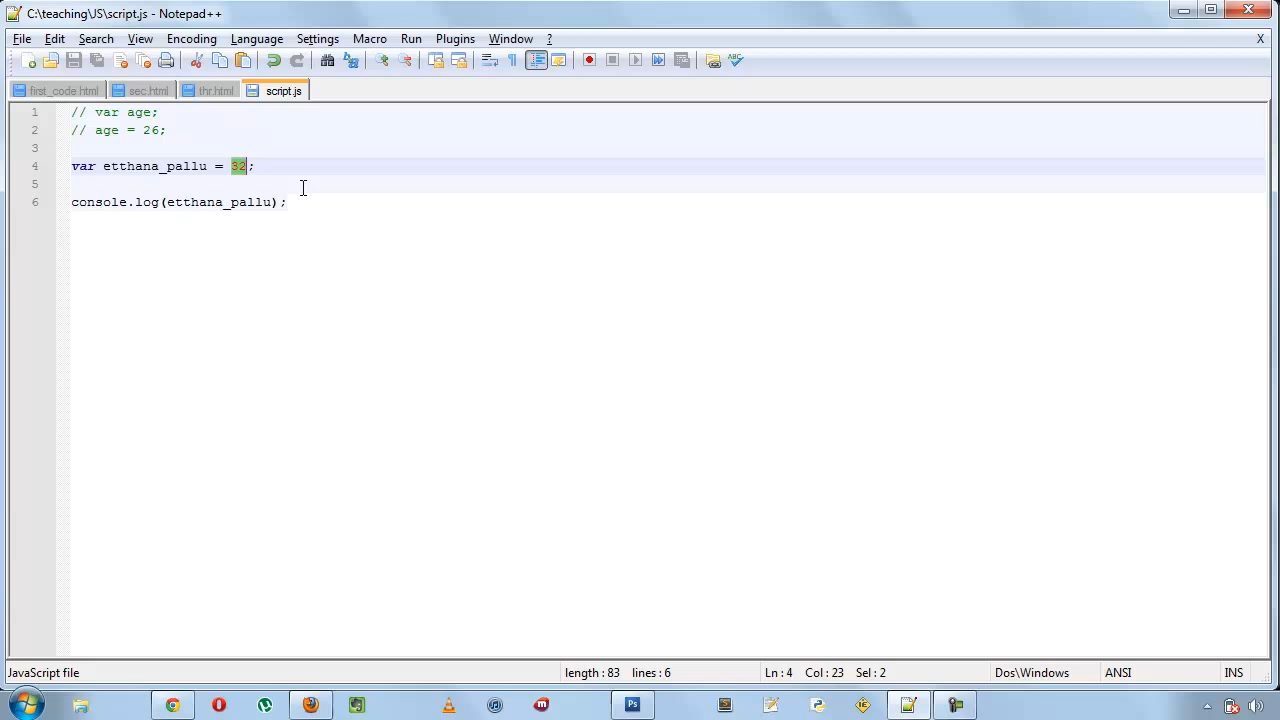 C:\teaching\JS\script.js - Notepad++
File Edit Search View Encoding Language Settings Macro Run Plugins Window ? X
first_code.html sec.html thr.html script.js
1 // var age;
2 // age = 26;
3
4 var etthana_pallu = 32;
5
6 console.log(etthana_pallu);
JavaScript file length : 83 lines : 6 Ln : 4 Col : 23 Sel : 2 Dos\Windows ANSI INS